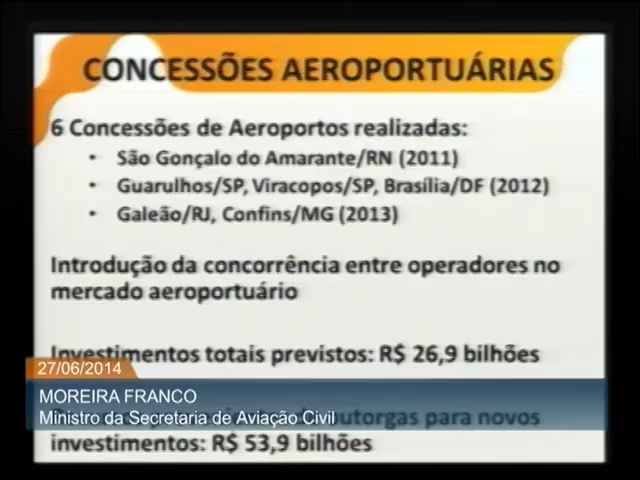 CONCESSÕES AEROPORTUÁRIAS
6 Concessões de Aeroportos realizadas:
• São Gonçalo do Amarante/RN (2011)
• Guarulhos/SP, Viracopos/SP, Brasília/DF (2012)
• Galeão/RJ, Confins/MG (2013)
Introdução da concorrência entre operadores no
mercado aeroportuário
Investimentos totais previstos: R$ 26,9 bilhões
27/06/2014
MOREIRA FRANCO
Ministro da Secretaria de Aviação Civil
outorgas para novos
investimentos: R$ 53,9 bilhões